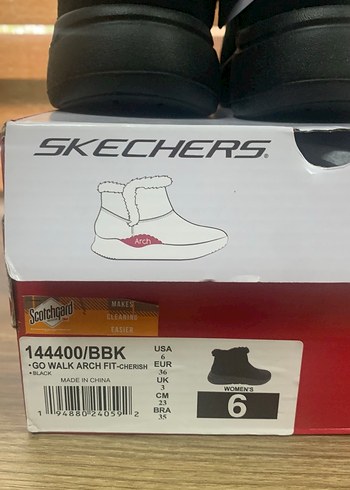 SKECHERS®
Arch
Scotchgard
MAKES
CLEANING
EASIER
144400/BBK
•GO WALK ARCH FIT-CHERISH
•BLACK
MADE IN CHINA
1 94880 24059 2
USA
6
EUR
36
UK
3
CM
23
BRA
35
WOMEN'S
6